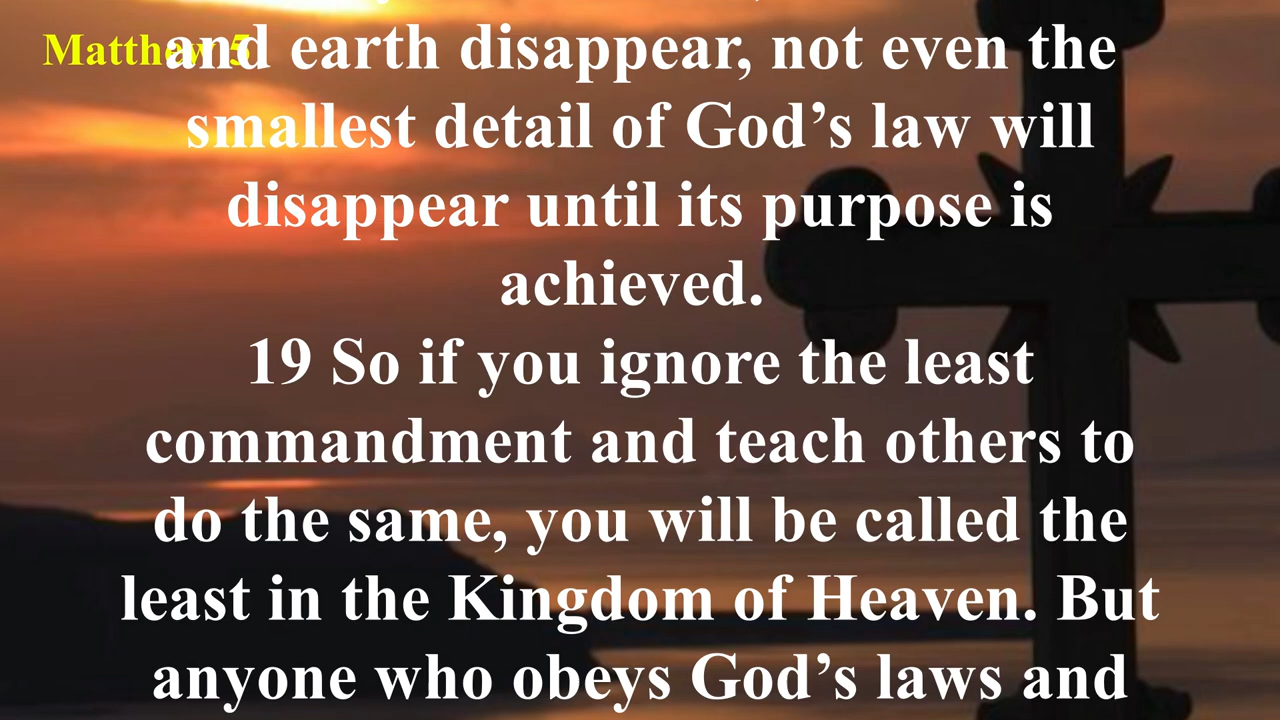 Matthew 5
and earth disappear, not even the
smallest detail of God’s law will
disappear until its purpose is
achieved.
19 So if you ignore the least
commandment and teach others to
do the same, you will be called the
least in the Kingdom of Heaven. But
anyone who obeys God’s laws and